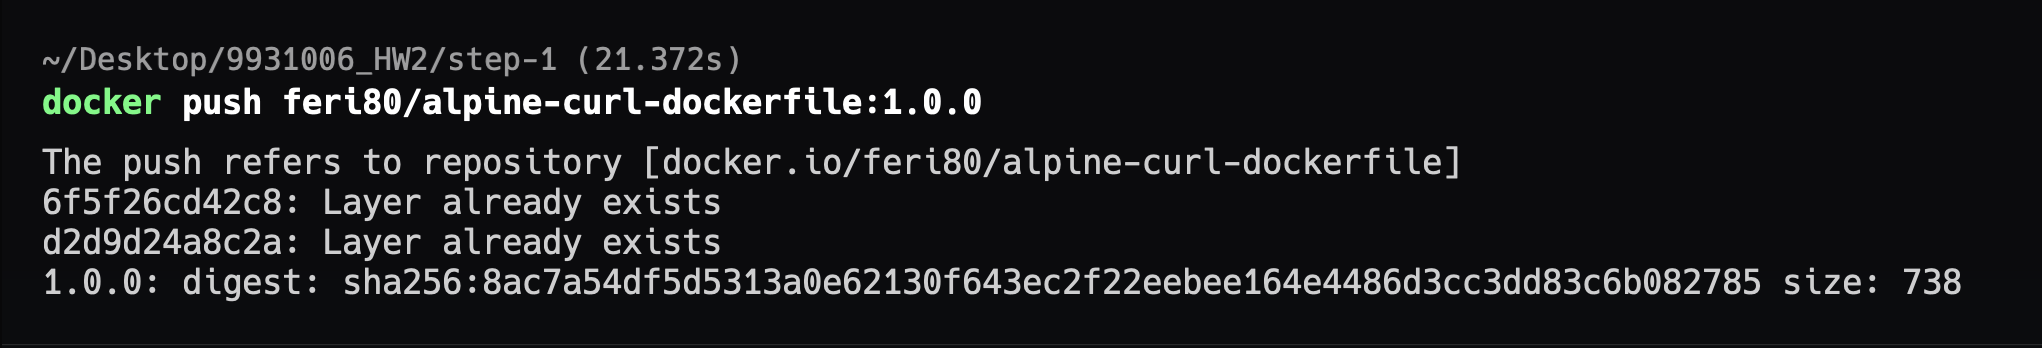 ~/Desktop/9931006_HW2/step-1 (21.372s)
docker push feri80/alpine-curl-dockerfile:1.0.0
The push refers to repository [docker.io/feri80/alpine-curl-dockerfile]
6f5f26cd42c8: Layer already exists
d2d9d24a8c2a: Layer already exists
1.0.0: digest: sha256:8ac7a54df5d5313a0e62130f643ec2f22eebee164e4486d3cc3dd83c6b082785 size: 738